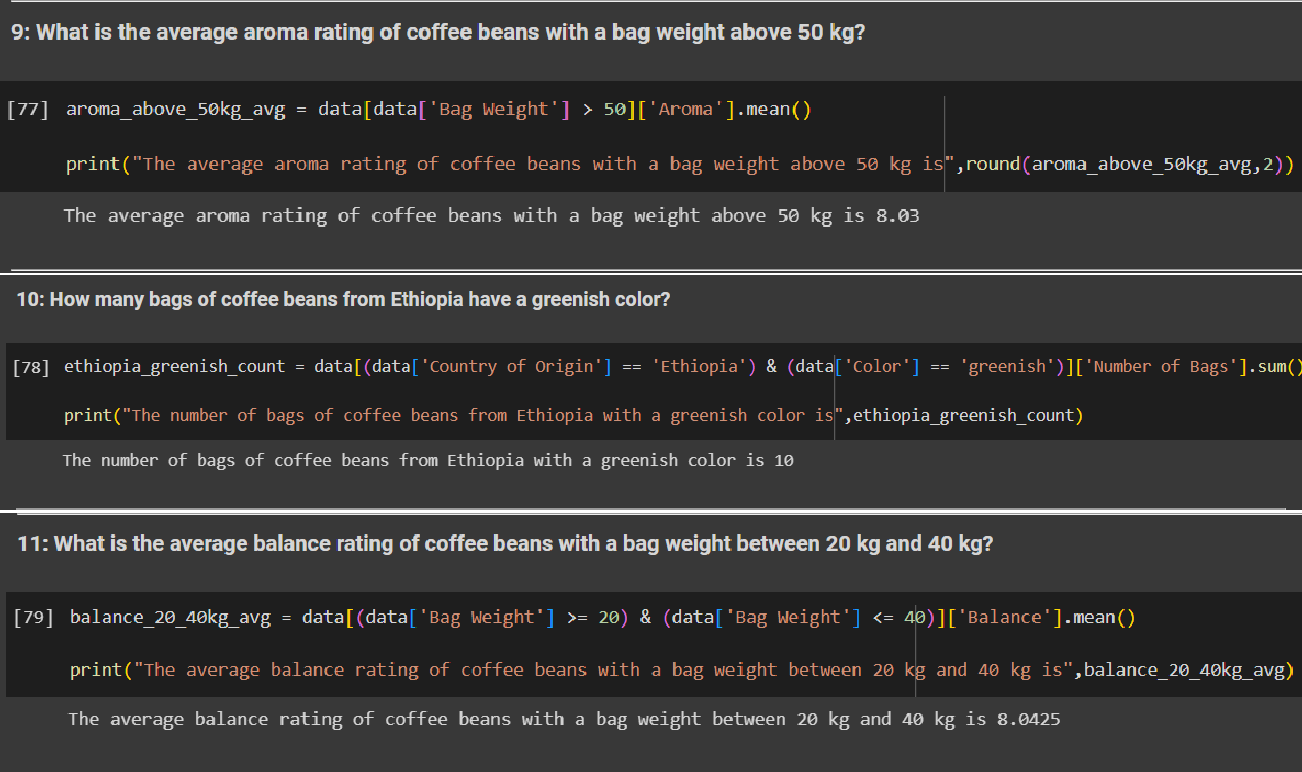 9: What is the average aroma rating of coffee beans with a bag weight above 50 kg?
[77] aroma_above_50kg_avg = data[data['Bag Weight'] > 50]['Aroma'].mean()
print("The average aroma rating of coffee beans with a bag weight above 50 kg is",round(aroma_above_50kg_avg,2))
The average aroma rating of coffee beans with a bag weight above 50 kg is 8.03
10: How many bags of coffee beans from Ethiopia have a greenish color?
[78] ethiopia_greenish_count = data[(data['Country of Origin'] == 'Ethiopia') & (data['Color'] == 'greenish')]['Number of Bags'].sum()
print("The number of bags of coffee beans from Ethiopia with a greenish color is",ethiopia_greenish_count)
The number of bags of coffee beans from Ethiopia with a greenish color is 10
11: What is the average balance rating of coffee beans with a bag weight between 20 kg and 40 kg?
[79] balance_20_40kg_avg = data[(data['Bag Weight'] >= 20) & (data['Bag Weight'] <= 40)]['Balance'].mean()
print("The average balance rating of coffee beans with a bag weight between 20 kg and 40 kg is",balance_20_40kg_avg)
The average balance rating of coffee beans with a bag weight between 20 kg and 40 kg is 8.0425